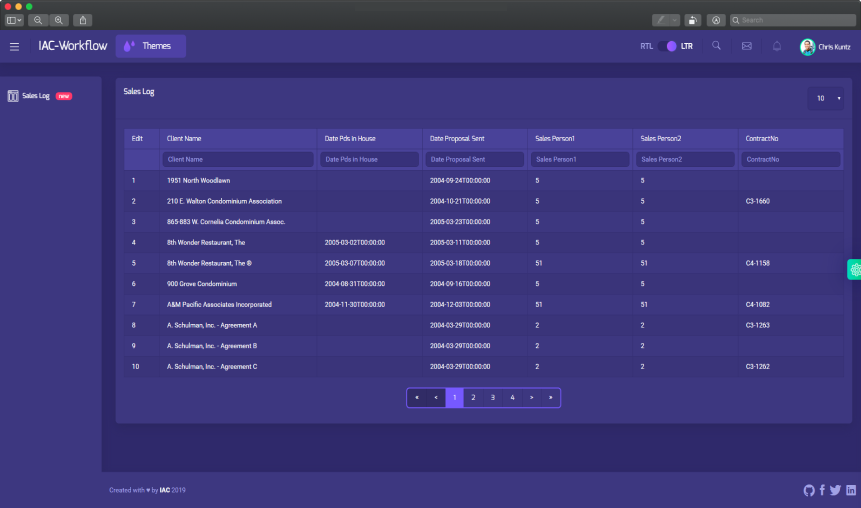 Search
IAC-Workflow Themes RTL LTR Chris Kuntz
Sales Log new
Sales Log
10
Edit Client Name Date Pds in House Date Proposal Sent Sales Person1 Sales Person2 ContractNo
Client Name Date Pds in House Date Proposal Sent Sales Person1 Sales Person2 ContractNo
1 1951 North Woodlawn 2004-09-24T00:00:00 5 5
2 210 E. Walton Condominium Association 2004-10-21T00:00:00 5 5 C3-1660
3 865-883 W. Cornelia Condominium Assoc. 2005-03-23T00:00:00 5 5
4 8th Wonder Restaurant, The 2005-03-02T00:00:00 2005-03-11T00:00:00 5 5
5 8th Wonder Restaurant, The ® 2005-03-07T00:00:00 2005-03-18T00:00:00 51 51 C4-1158
6 900 Grove Condominium 2004-08-31T00:00:00 2004-09-16T00:00:00 5 5
7 A&M Pacific Associates Incorporated 2004-11-30T00:00:00 2004-12-03T00:00:00 51 51 C4-1082
8 A. Schulman, Inc. - Agreement A 2004-03-29T00:00:00 2 2 C3-1263
9 A. Schulman, Inc. - Agreement B 2004-03-29T00:00:00 2 2
10 A. Schulman, Inc. - Agreement C 2004-03-29T00:00:00 2 2 C3-1262
« < 1 2 3 4 > »
Created with ♥ by IAC 2019